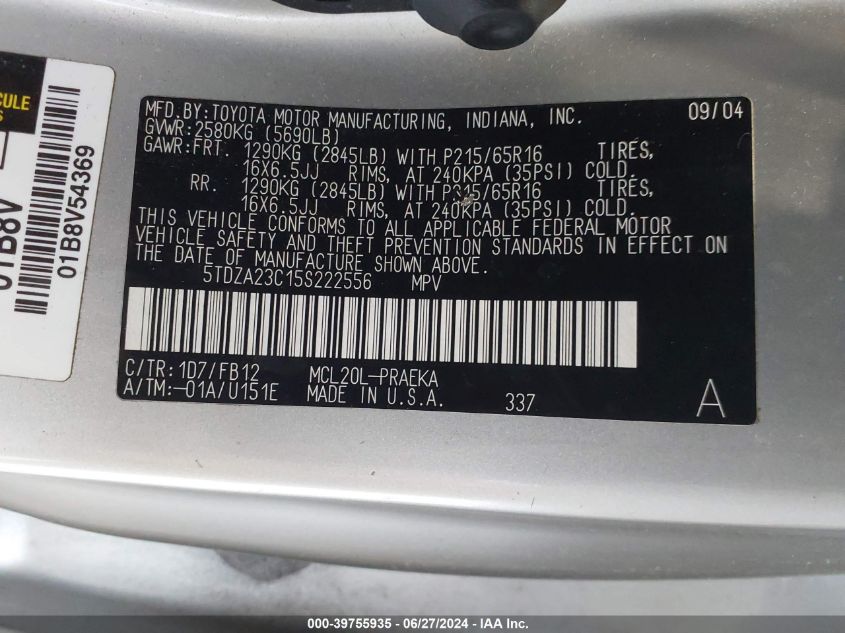 CULE
S
01B8V
01B8V54369
MFD.BY:TOYOTA MOTOR MANUFACTURING, INDIANA, INC. 09/04
GVWR:2580KG (5690LB)
GAWR:FRT. 1290KG (2845LB) WITH P215/65R16 TIRES,
16X6.5JJ RIMS, AT 240KPA (35PSI) COLD.
RR. 1290KG (2845LB) WITH P215/65R16 TIRES,
16X6.5JJ RIMS, AT 240KPA (35PSI) COLD.
THIS VEHICLE CONFORMS TO ALL APPLICABLE FEDERAL MOTOR
VEHICLE SAFETY AND THEFT PREVENTION STANDARDS IN EFFECT ON
THE DATE OF MANUFACTURE SHOWN ABOVE.
5TDZA23C15S222556 MPV
C/TR: 1D7/FB12 MCL20L-PRAEKA
A/TM:-01A/U151E MADE IN U.S.A. 337 A
000-39755935 - 06/27/2024 - IAA Inc.